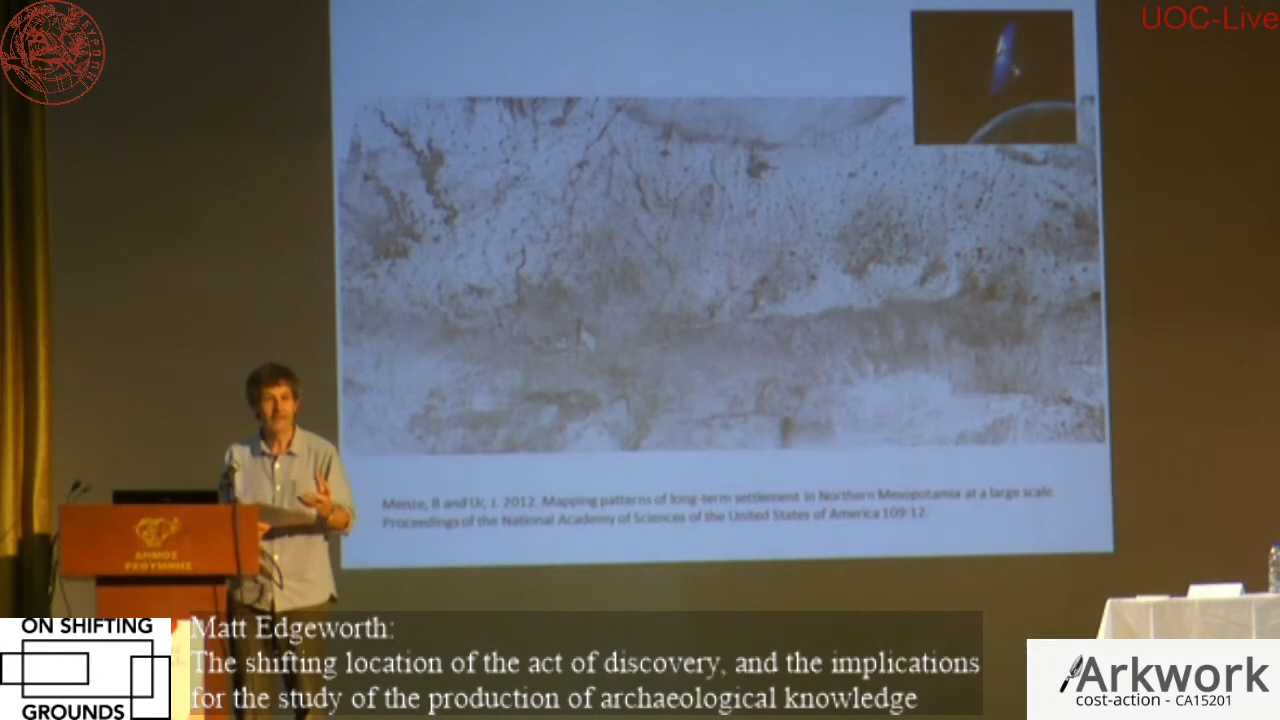 UOC-Live
Menze, B and Ur, J. 2012. Mapping patterns of long-term settlement in Northern Mesopotamia at a large scale.
Proceedings of the National Academy of Sciences of the United States of America 109:12.
ΔΗΜΟΣ
ΡΕΘΥΜΝΗΣ
ON SHIFTING
GROUNDS
Matt Edgeworth:
The shifting location of the act of discovery, and the implications
for the study of the production of archaeological knowledge
Arkwork
cost-action - CA15201